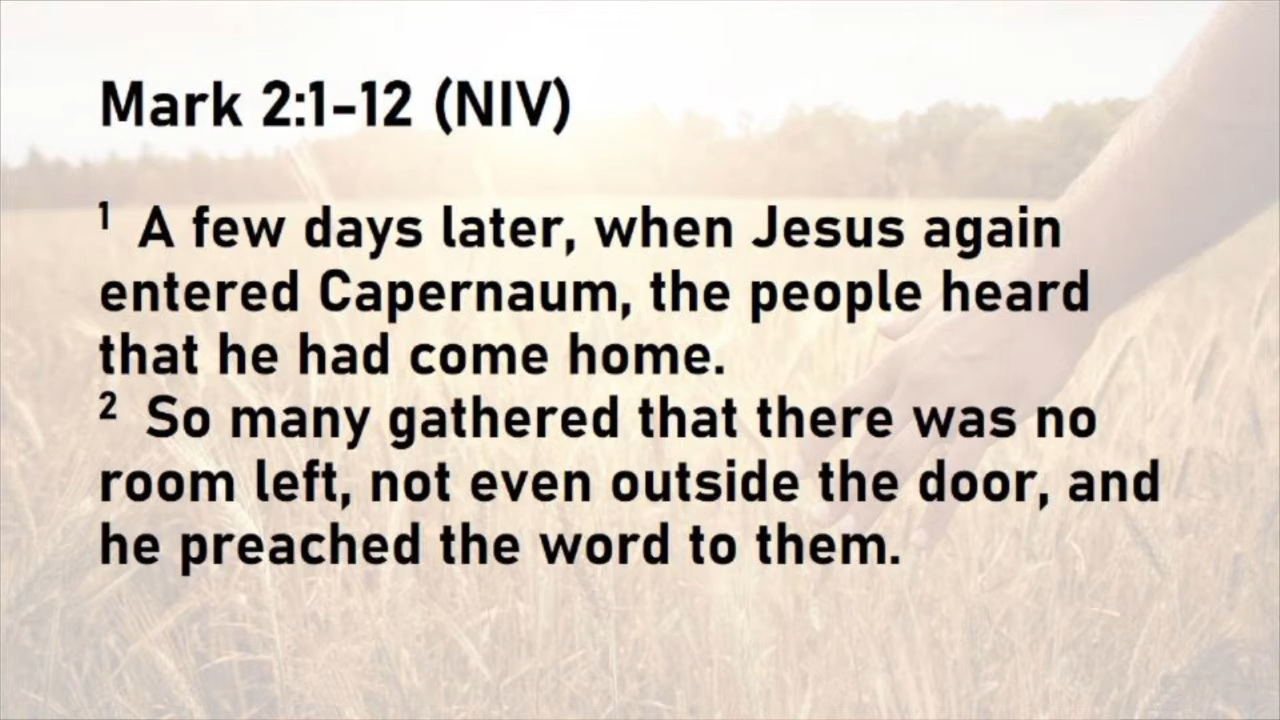 Mark 2:1-12 (NIV)
1 A few days later, when Jesus again
entered Capernaum, the people heard
that he had come home.
2 So many gathered that there was no
room left, not even outside the door, and
he preached the word to them.